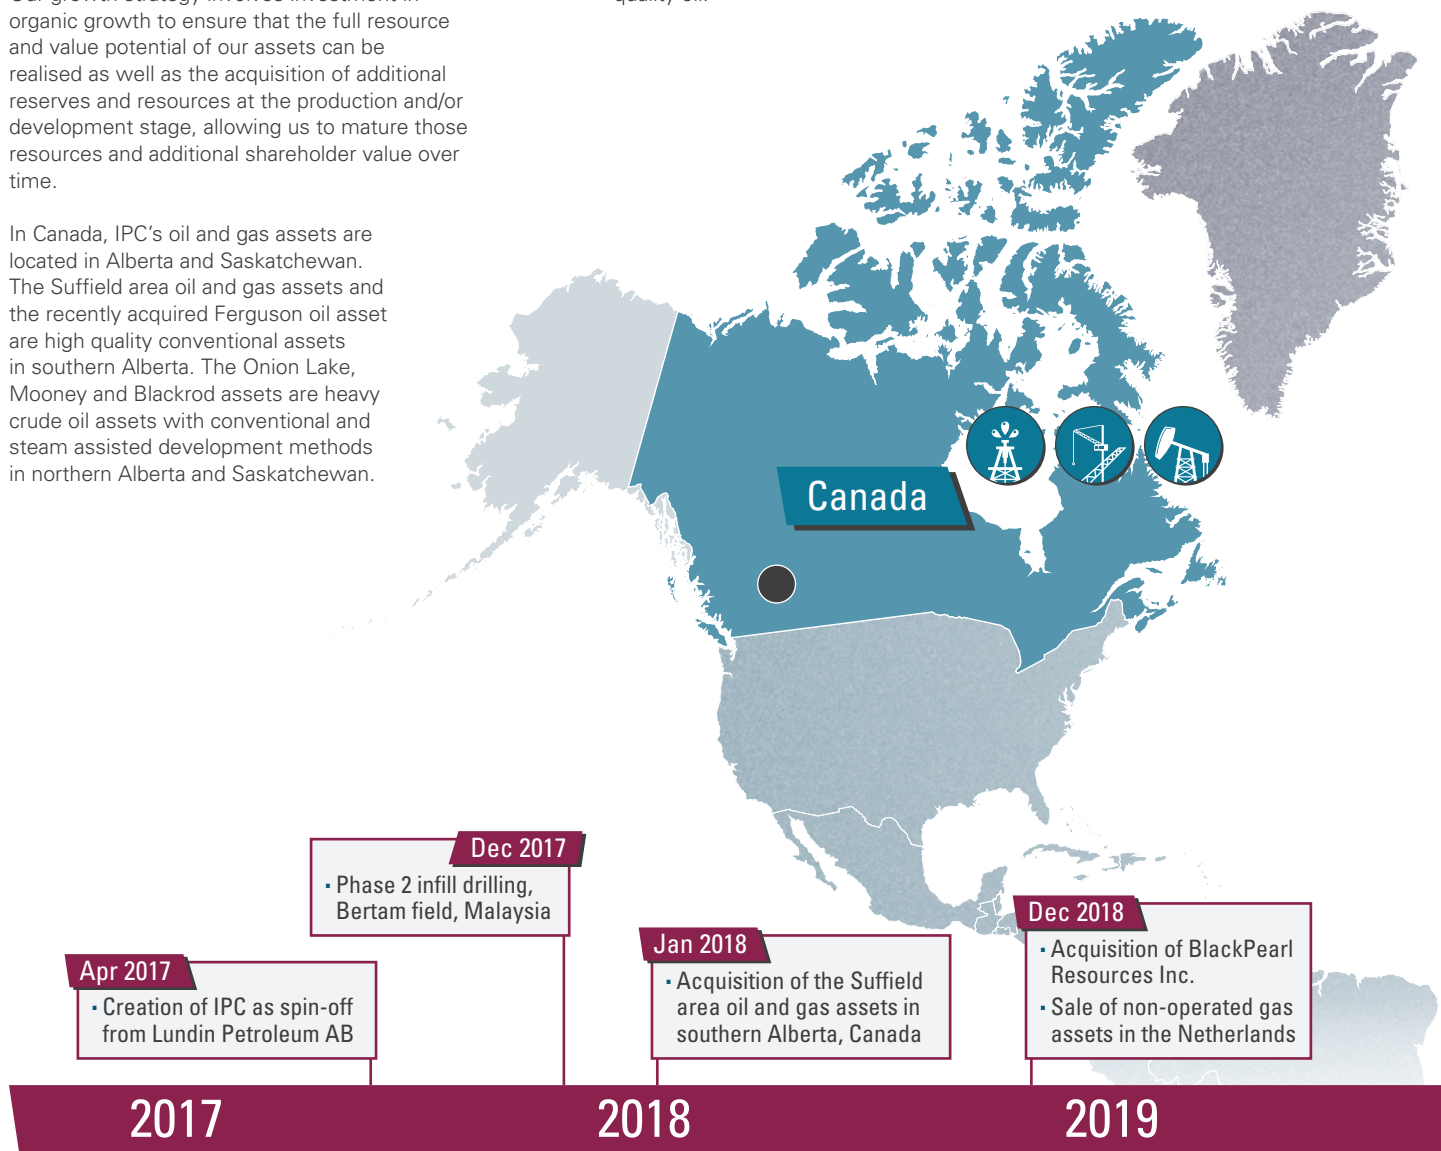 Our growth strategy involves investment in
organic growth to ensure that the full resource
and value potential of our assets can be
realised as well as the acquisition of additional
reserves and resources at the production and/or
development stage, allowing us to mature those
resources and additional shareholder value over
time.
In Canada, IPC's oil and gas assets are
located in Alberta and Saskatchewan.
The Suffield area oil and gas assets and
the recently acquired Ferguson oil asset
are high quality conventional assets
in southern Alberta. The Onion Lake,
Mooney and Blackrod assets are heavy
crude oil assets with conventional and
steam assisted development methods
in northern Alberta and Saskatchewan.
quality oil.
Canada
Apr 2017
· Creation of IPC as spin-off
from Lundin Petroleum AB
Dec 2017
· Phase 2 infill drilling,
Bertam field, Malaysia
Jan 2018
· Acquisition of the Suffield
area oil and gas assets in
southern Alberta, Canada
Dec 2018
· Acquisition of BlackPearl
Resources Inc.
· Sale of non-operated gas
assets in the Netherlands
2017
2018
2019